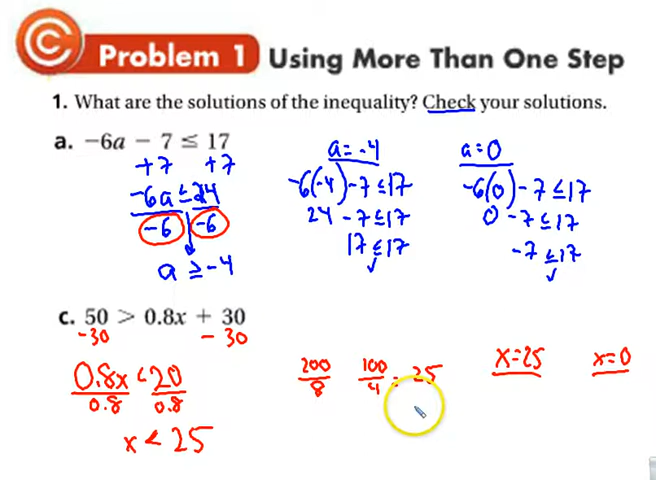 C Problem 1 Using More Than One Step
1. What are the solutions of the inequality? Check your solutions.
a. −6a − 7 ≤ 17
+7 +7
-6a ≤ 24
-6 -6
a ≥ -4
a = -4
-6(-4) - 7 ≤ 17
24 - 7 ≤ 17
17 ≤ 17
✓
a = 0
-6(0) - 7 ≤ 17
0 - 7 ≤ 17
-7 ≤ 17
✓
c. 50 > 0.8x + 30
-30 - 30
0.8x < 20
0.8 0.8
x < 25
200 100 = 25
8 4
x = 25
x = 0